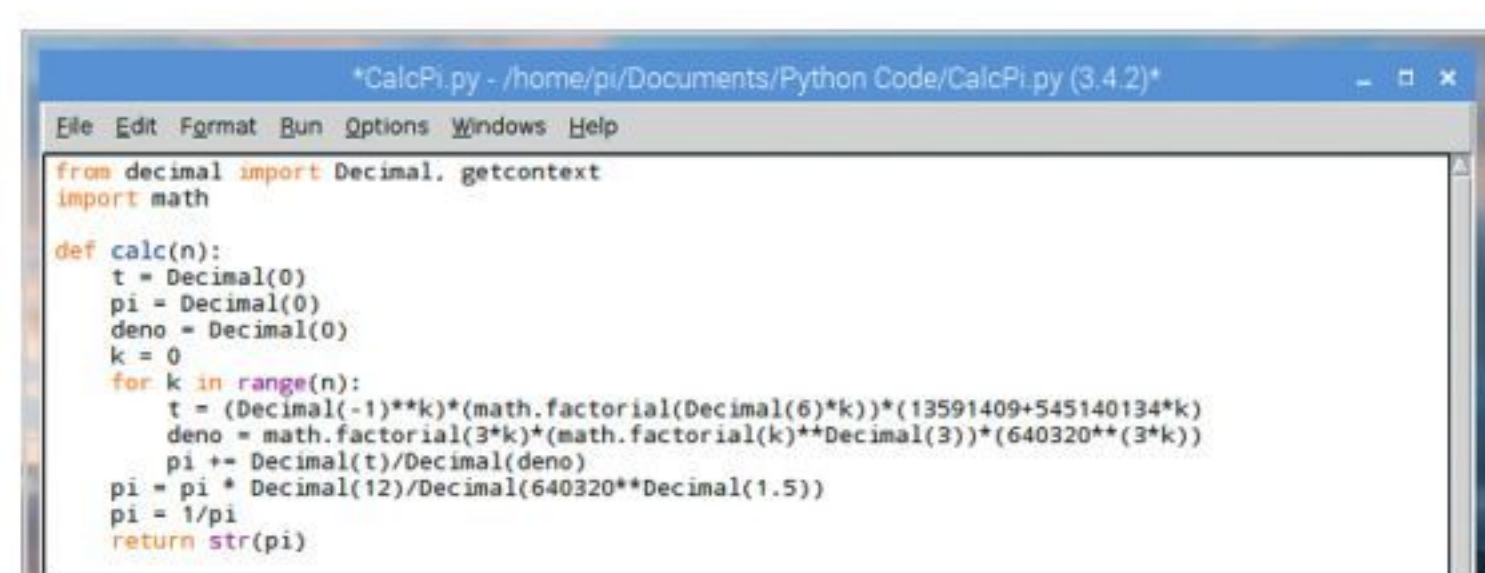 *CalcPi.py - /home/pi/Documents/Python Code/CalcPi.py (3.4.2)*
File Edit Format Run Options Windows Help
from decimal import Decimal, getcontext
import math
def calc(n):
    t = Decimal(0)
    pi = Decimal(0)
    deno = Decimal(0)
    k = 0
    for k in range(n):
        t = (Decimal(-1)**k)*(math.factorial(Decimal(6)*k))*(13591409+545140134*k)
        deno = math.factorial(3*k)*(math.factorial(k)**Decimal(3))*(640320**(3*k))
        pi += Decimal(t)/Decimal(deno)
    pi = pi * Decimal(12)/Decimal(640320**Decimal(1.5))
    pi = 1/pi
    return str(pi)